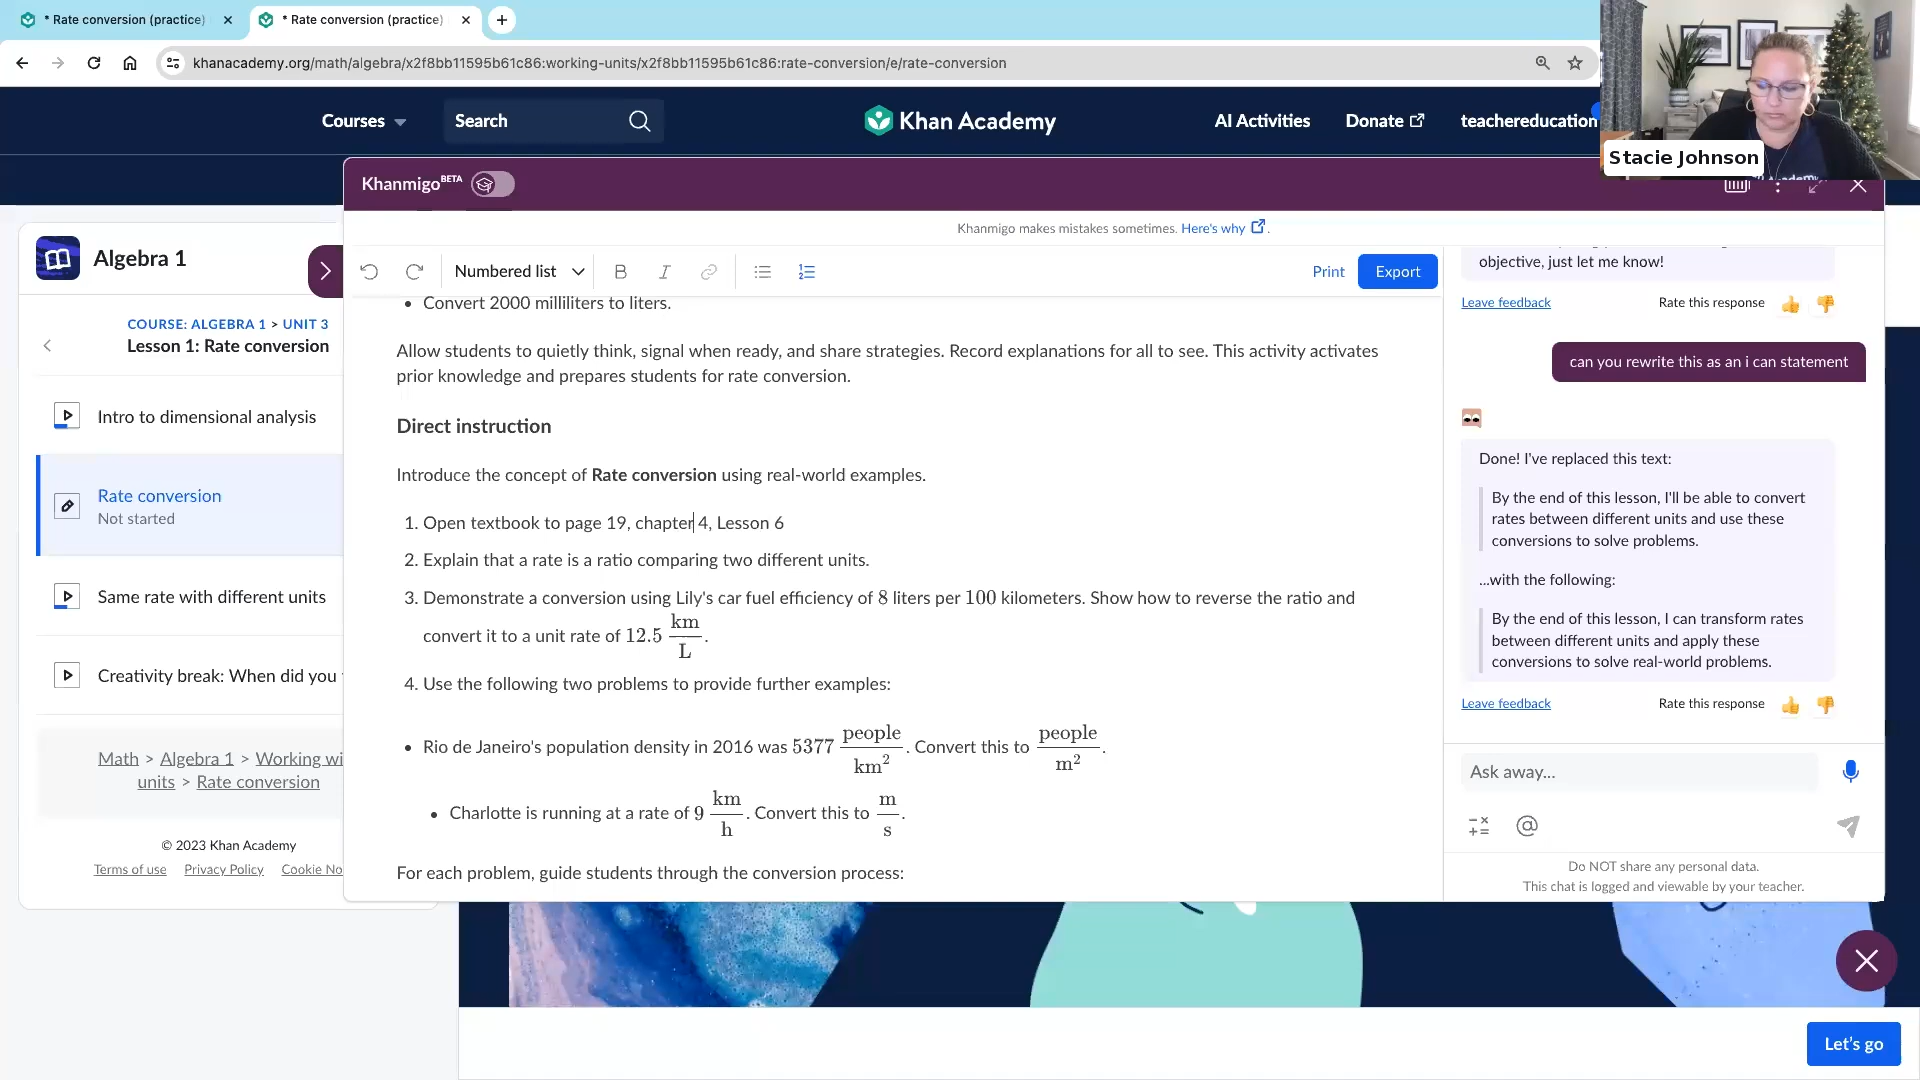 * Rate conversion (practice)
* Rate conversion (practice)
khanacademy.org/math/algebra/x2f8bb11595b61c86:working-units/x2f8bb11595b61c86:rate-conversion/e/rate-conversion
Courses
Search
Khan Academy
AI Activities
Donate
teachereducation
Stacie Johnson
Khanmigo BETA
Khanmigo makes mistakes sometimes. Here's why.
Algebra 1
COURSE: ALGEBRA 1 > UNIT 3
Lesson 1: Rate conversion
Intro to dimensional analysis
Rate conversion
Not started
Same rate with different units
Creativity break: When did you
Math > Algebra 1 > Working wi
units > Rate conversion
© 2023 Khan Academy
Terms of use Privacy Policy Cookie No
Numbered list
B I
Print
Export
• Convert 2000 milliliters to liters.
Allow students to quietly think, signal when ready, and share strategies. Record explanations for all to see. This activity activates
prior knowledge and prepares students for rate conversion.
Direct instruction
Introduce the concept of Rate conversion using real-world examples.
1. Open textbook to page 19, chapter 4, Lesson 6
2. Explain that a rate is a ratio comparing two different units.
3. Demonstrate a conversion using Lily's car fuel efficiency of 8 liters per 100 kilometers. Show how to reverse the ratio and
convert it to a unit rate of 12.5 km/L.
4. Use the following two problems to provide further examples:
• Rio de Janeiro's population density in 2016 was 5377 people/km². Convert this to people/m².
• Charlotte is running at a rate of 9 km/h. Convert this to m/s.
For each problem, guide students through the conversion process:
objective, just let me know!
Leave feedback
Rate this response
can you rewrite this as an i can statement
Done! I've replaced this text:
By the end of this lesson, I'll be able to convert
rates between different units and use these
conversions to solve problems.
...with the following:
By the end of this lesson, I can transform rates
between different units and apply these
conversions to solve real-world problems.
Leave feedback
Rate this response
Ask away...
Do NOT share any personal data.
This chat is logged and viewable by your teacher.
Let's go